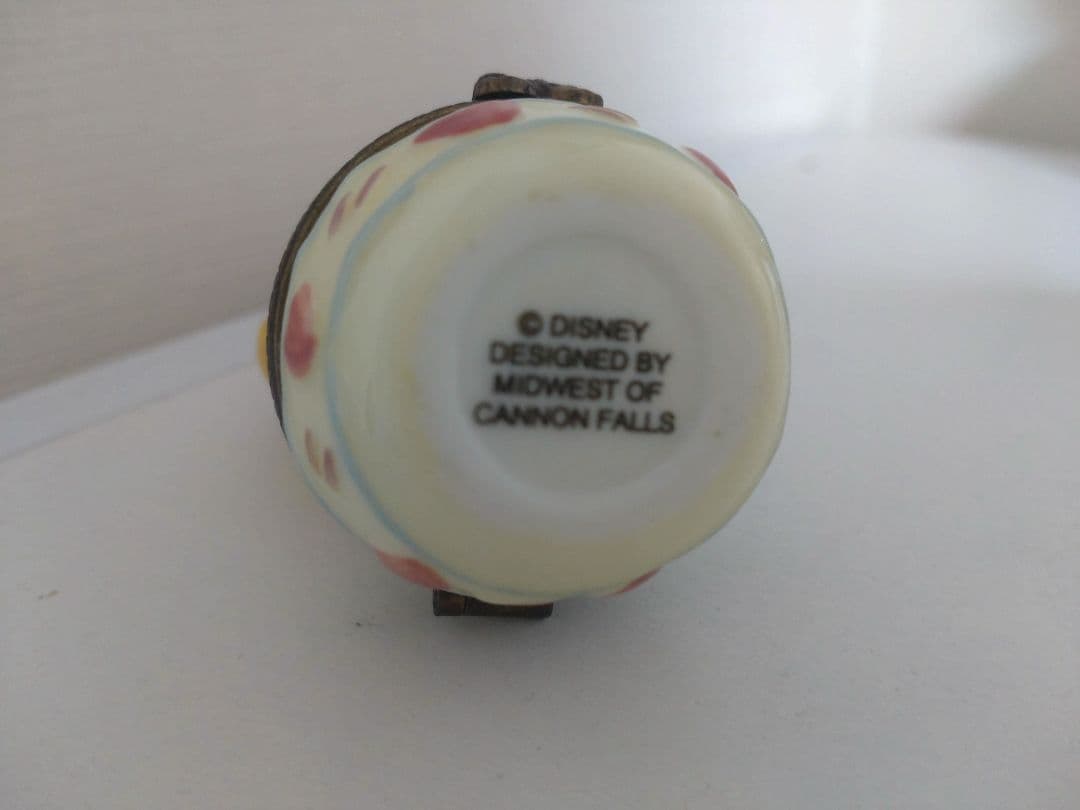 © DISNEY
DESIGNED BY
MIDWEST OF
CANNON FALLS